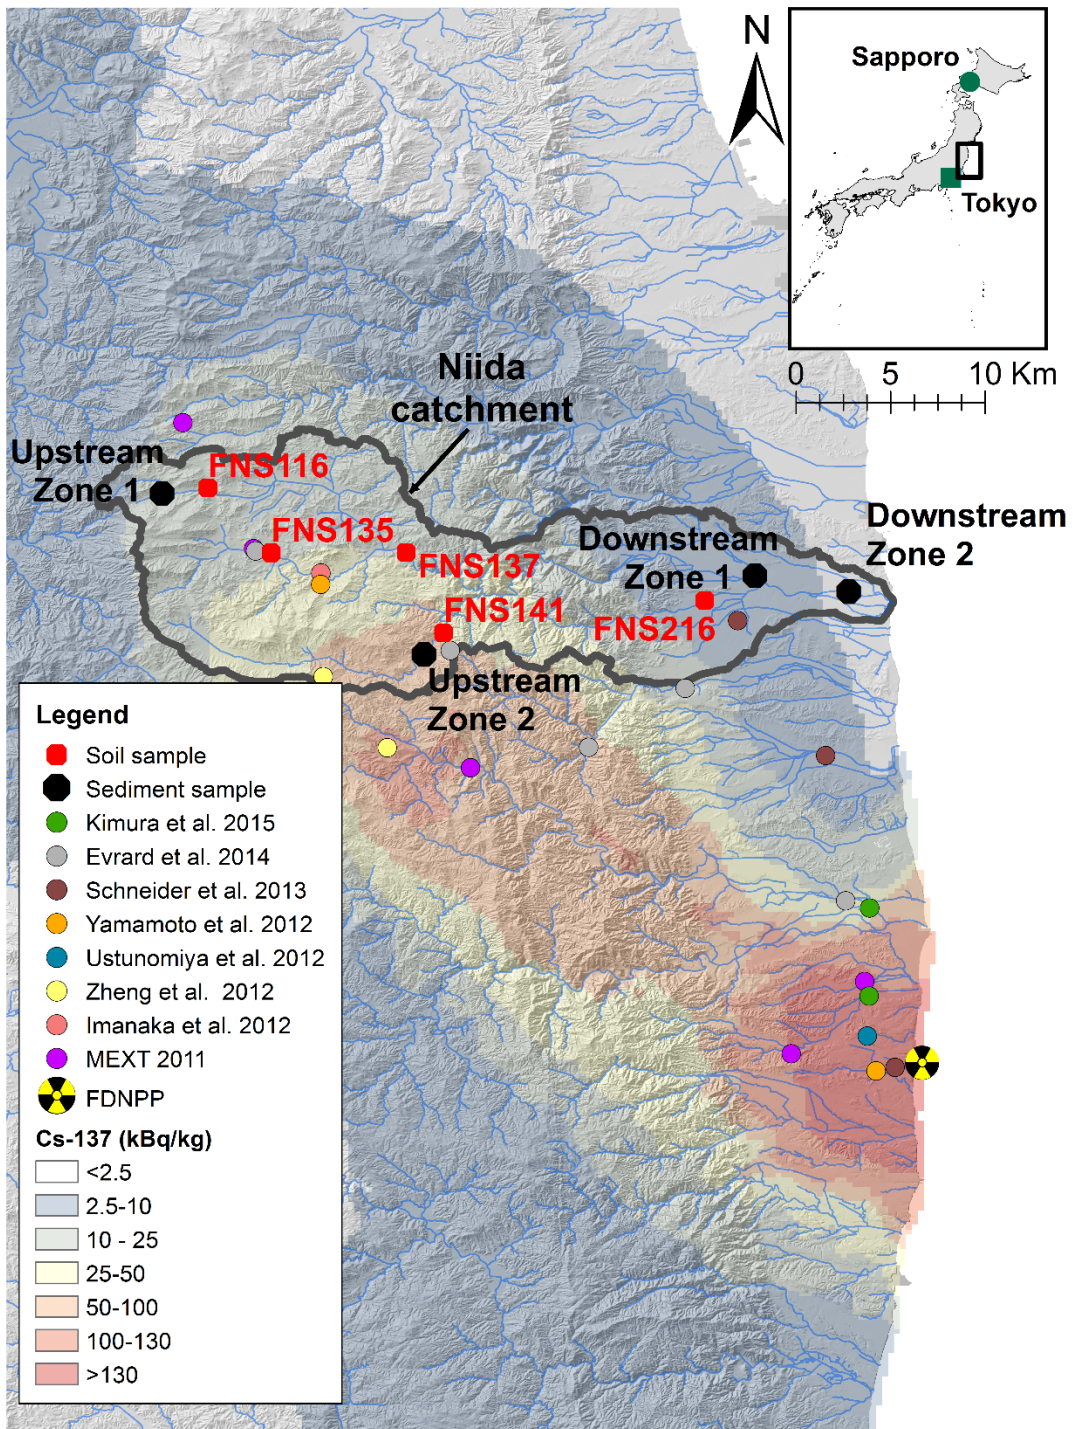 N
Sapporo
Tokyo
0 5 10 Km
Niida
catchment
Upstream
Zone 1
FNS116
FNS135
FNS137
Downstream
Zone 1
Downstream
Zone 2
FNS141
FNS216
Upstream
Zone 2
Legend
Soil sample
Sediment sample
Kimura et al. 2015
Evrard et al. 2014
Schneider et al. 2013
Yamamoto et al. 2012
Ustunomiya et al. 2012
Zheng et al. 2012
Imanaka et al. 2012
MEXT 2011
FDNPP
Cs-137 (kBq/kg)
<2.5
2.5-10
10 - 25
25-50
50-100
100-130
>130